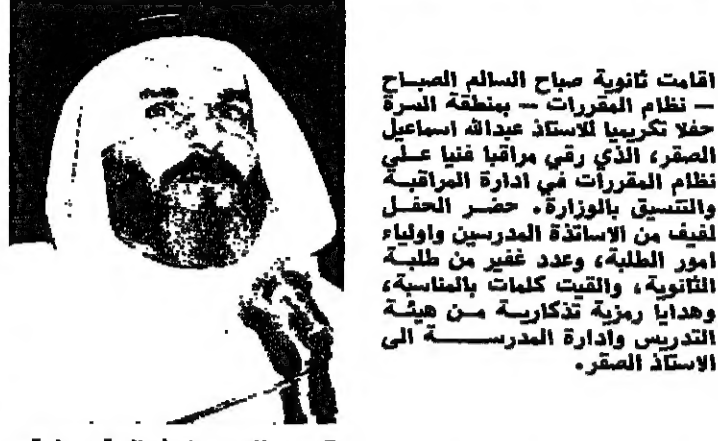 اقامت ثانوية صباح السالم الصباح
— نظام المقررات — بمنطقة السرة
حفلا تكريميا للاستاذ عبدالله اسماعيل
الصقر، الذي رقي مراقبا فنيا علي
نظام المقررات في ادارة المراقبة
والتنسيق بالوزارة. حضر الحفل
لفيف من الاساتذة المدرسين واولياء
امور الطلبة، وعدد غفير من طلبة
الثانوية، والقيت كلمات بالمناسبة،
وهدايا رمزية تذكارية من هيئة
التدريس وادارة المدرسة الى
الاستاذ الصقر.